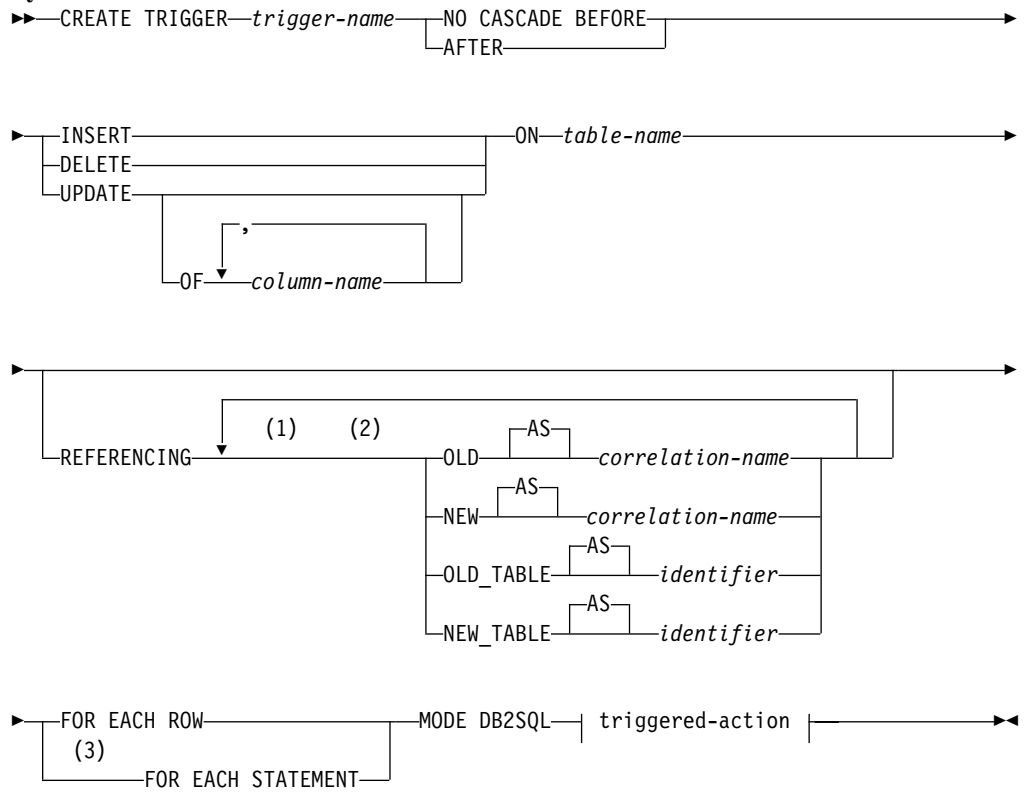 CREATE TRIGGER trigger-name NO CASCADE BEFORE
AFTER
INSERT ON table-name
DELETE
UPDATE
,
OF column-name
(1) (2) AS
REFERENCING OLD correlation-name
AS
NEW correlation-name
AS
OLD_TABLE identifier
AS
NEW_TABLE identifier
FOR EACH ROW MODE DB2SQL triggered-action
(3)
FOR EACH STATEMENT